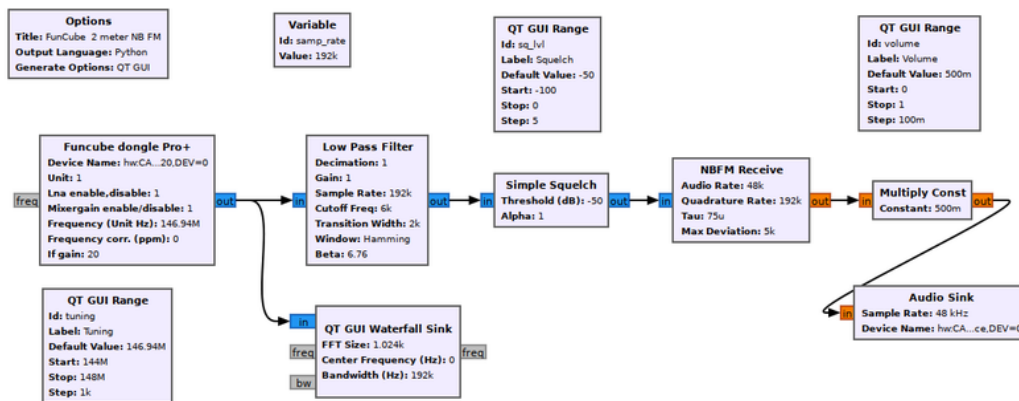 Options
Title: FunCube 2 meter NB FM
Output Language: Python
Generate Options: QT GUI
Variable
Id: samp_rate
Value: 192k
QT GUI Range
Id: sq_lvl
Label: Squelch
Default Value: -50
Start: -100
Stop: 0
Step: 5
QT GUI Range
Id: volume
Label: Volume
Default Value: 500m
Start: 0
Stop: 1
Step: 100m
Funcube dongle Pro+
Device Name: hw:CA...20,DEV=0
Unit: 1
Lna enable,disable: 1
Mixergain enable/disable: 1
Frequency (Unit Hz): 146.94M
Frequency corr. (ppm): 0
If gain: 20
freq
out
Low Pass Filter
Decimation: 1
Gain: 1
Sample Rate: 192k
Cutoff Freq: 6k
Transition Width: 2k
Window: Hamming
Beta: 6.76
in
out
Simple Squelch
Threshold (dB): -50
Alpha: 1
in
out
NBFM Receive
Audio Rate: 48k
Quadrature Rate: 192k
Tau: 75u
Max Deviation: 5k
in
out
Multiply Const
Constant: 500m
in
out
QT GUI Range
Id: tuning
Label: Tuning
Default Value: 146.94M
Start: 144M
Stop: 148M
Step: 1k
QT GUI Waterfall Sink
FFT Size: 1.024k
Center Frequency (Hz): 0
Bandwidth (Hz): 192k
in
freq
bw
freq
Audio Sink
Sample Rate: 48 kHz
Device Name: hw:CA...ce,DEV=0
in